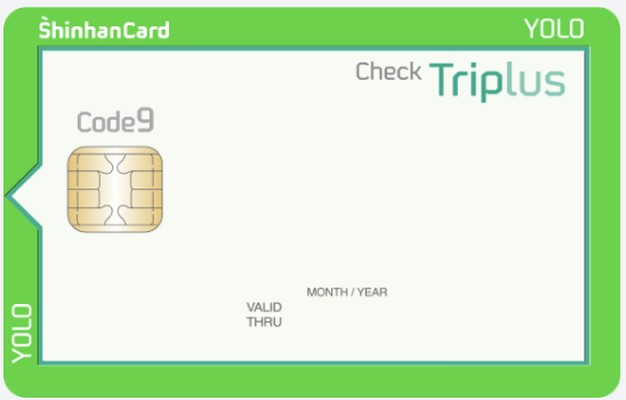 ShinhanCard
YOLO
Check Triplus
Code9
MONTH / YEAR
VALID
THRU
YOLO